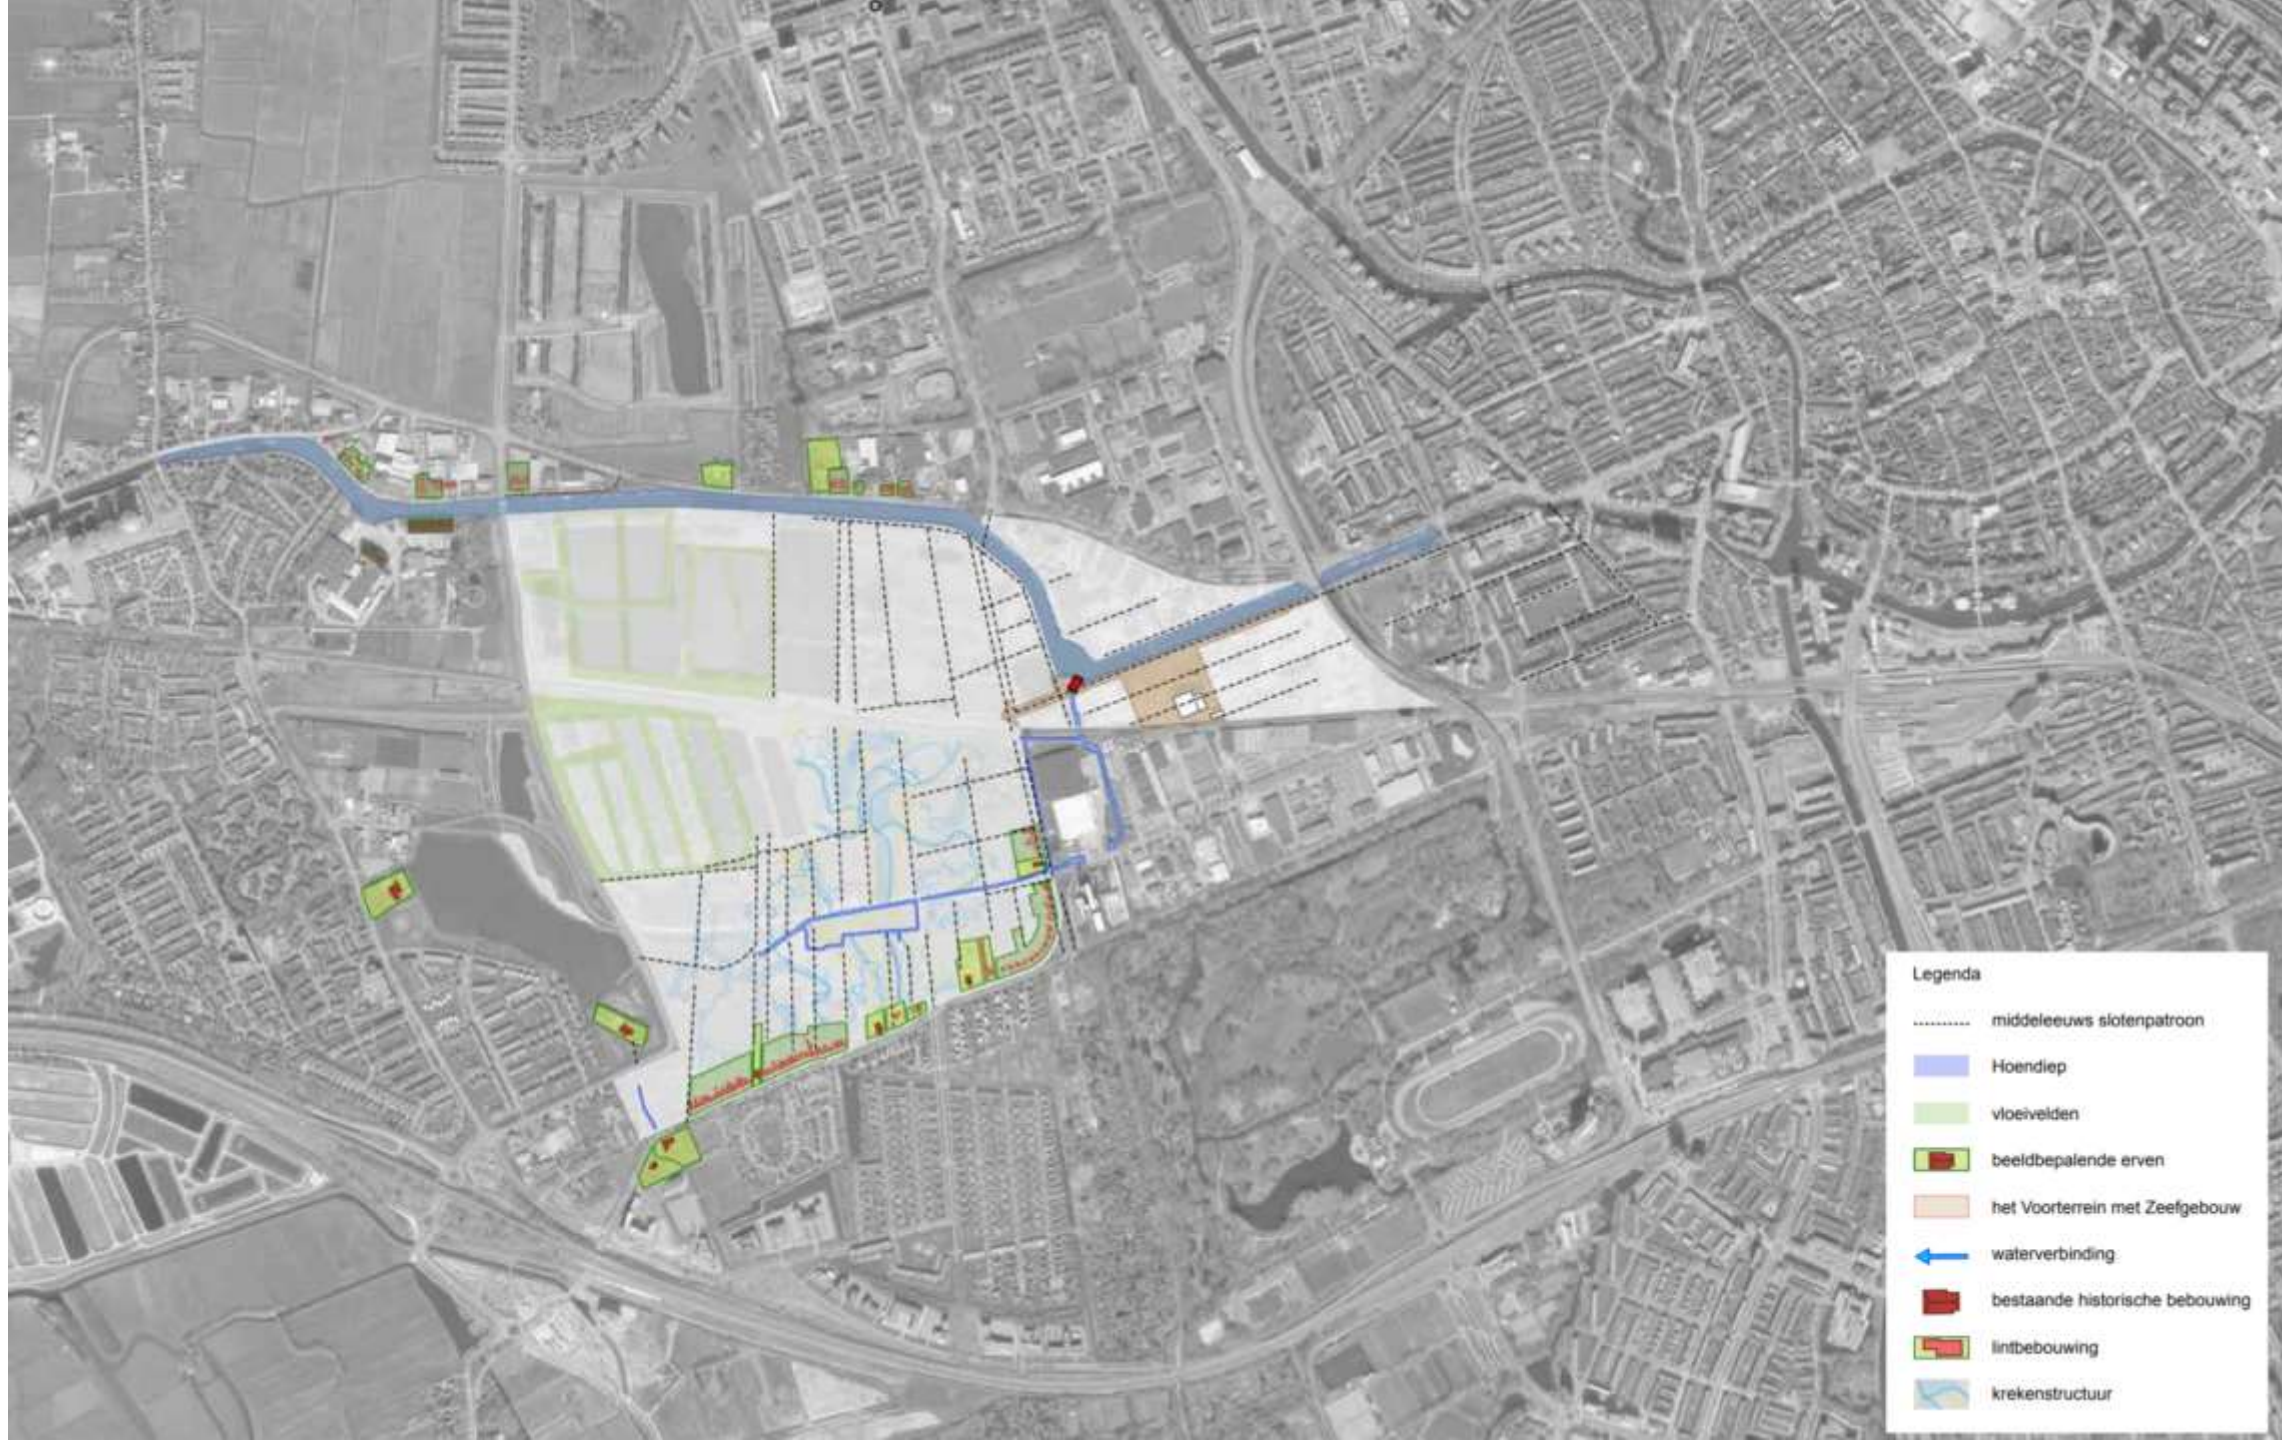 Legenda
middeleeuws slotenpatroon
Hoendiep
vloeivelden
beeldbepalende erven
het Voorterrein met Zeefgebouw
waterverbinding
bestaande historische bebouwing
lintbebouwing
krekenstructuur